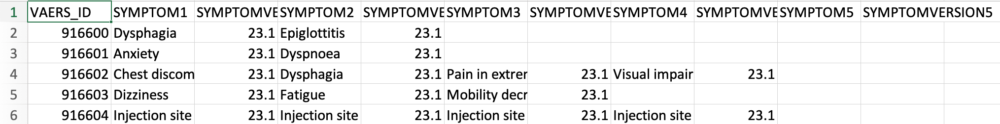 1 VAERS_ID SYMPTOM1 SYMPTOMVE SYMPTOM2 SYMPTOMVE SYMPTOM3 SYMPTOMVE SYMPTOM4 SYMPTOMVE SYMPTOM5 SYMPTOMVERSION5
2 916600 Dysphagia 23.1 Epiglottitis 23.1
3 916601 Anxiety 23.1 Dyspnoea 23.1
4 916602 Chest discom 23.1 Dysphagia 23.1 Pain in extrer 23.1 Visual impair 23.1
5 916603 Dizziness 23.1 Fatigue 23.1 Mobility decr 23.1
6 916604 Injection site 23.1 Injection site 23.1 Injection site 23.1 Injection site 23.1